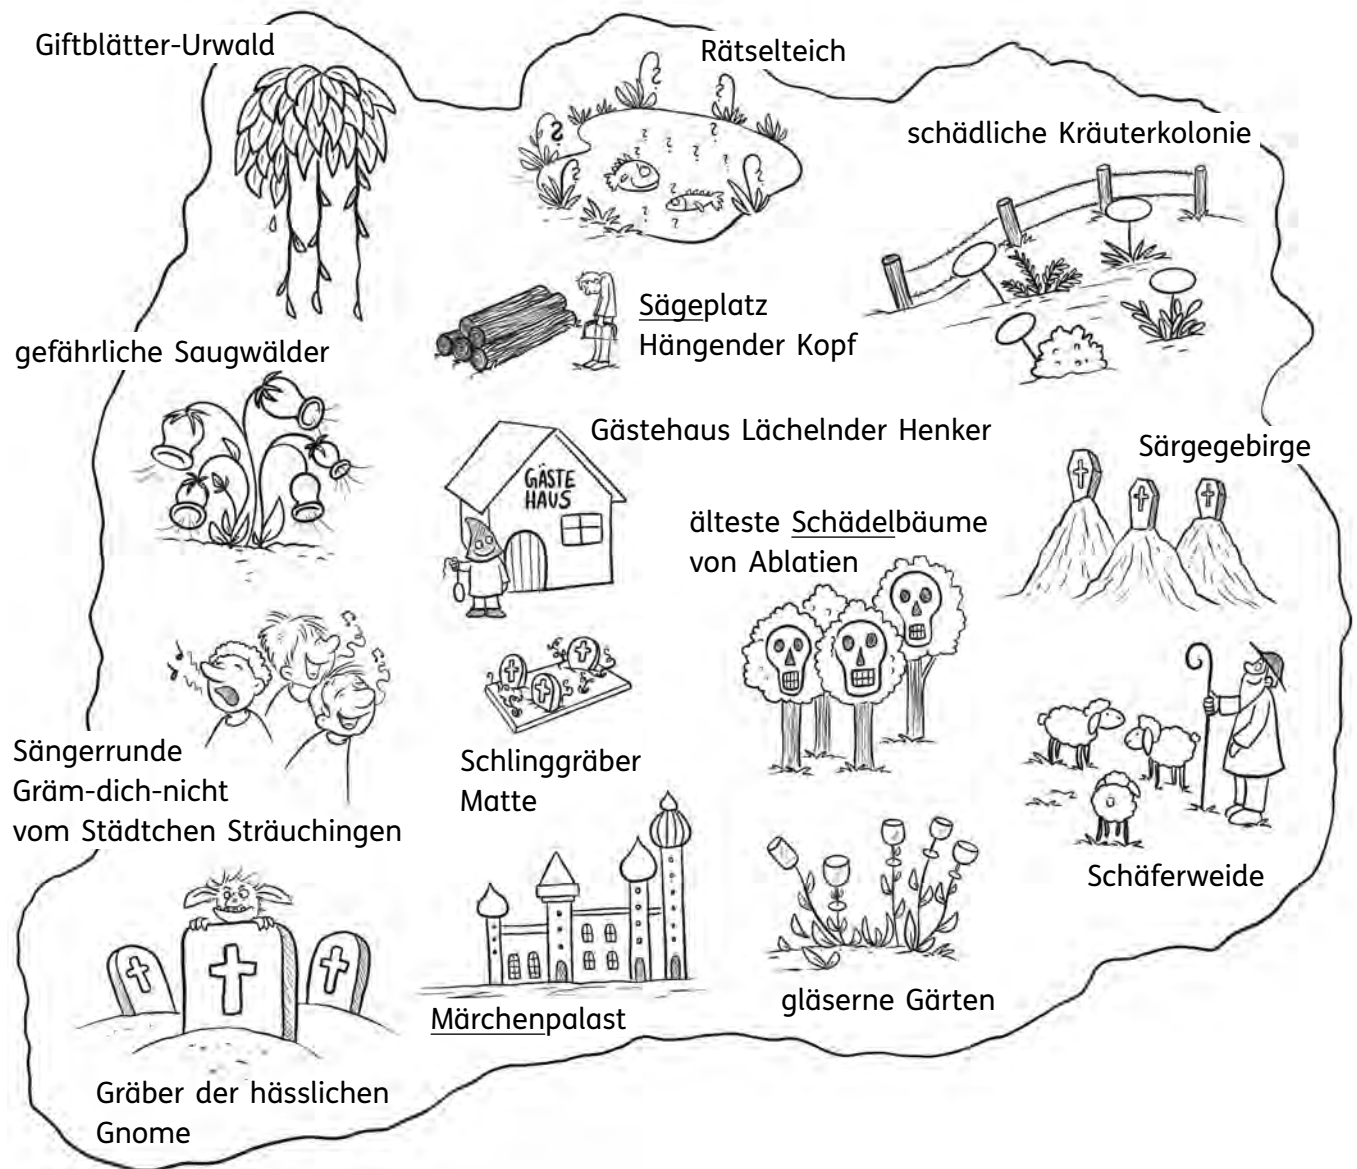 Giftblätter-Urwald
Rätselteich
schädliche Kräuterkolonie
Sägeplatz
Hängender Kopf
gefährliche Saugwälder
Gästehaus Lächelnder Henker
GÄSTE
HAUS
Särgegebirge
älteste Schädelbäume
von Ablatien
Sängerrunde
Gräm-dich-nicht
vom Städtchen Sträuchingen
Schlinggräber
Matte
Schäferweide
gläserne Gärten
Märchenpalast
Gräber der hässlichen
Gnome